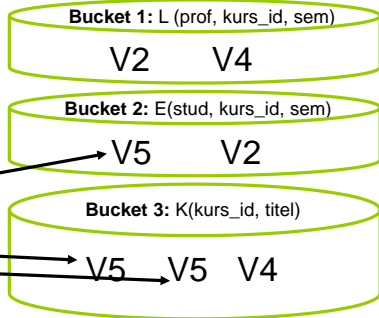 Bucket 1: L (prof, kurs_id, sem)
V2 V4
Bucket 2: E(stud, kurs_id, sem)
V5 V2
Bucket 3: K(kurs_id, titel)
V5 V5 V4